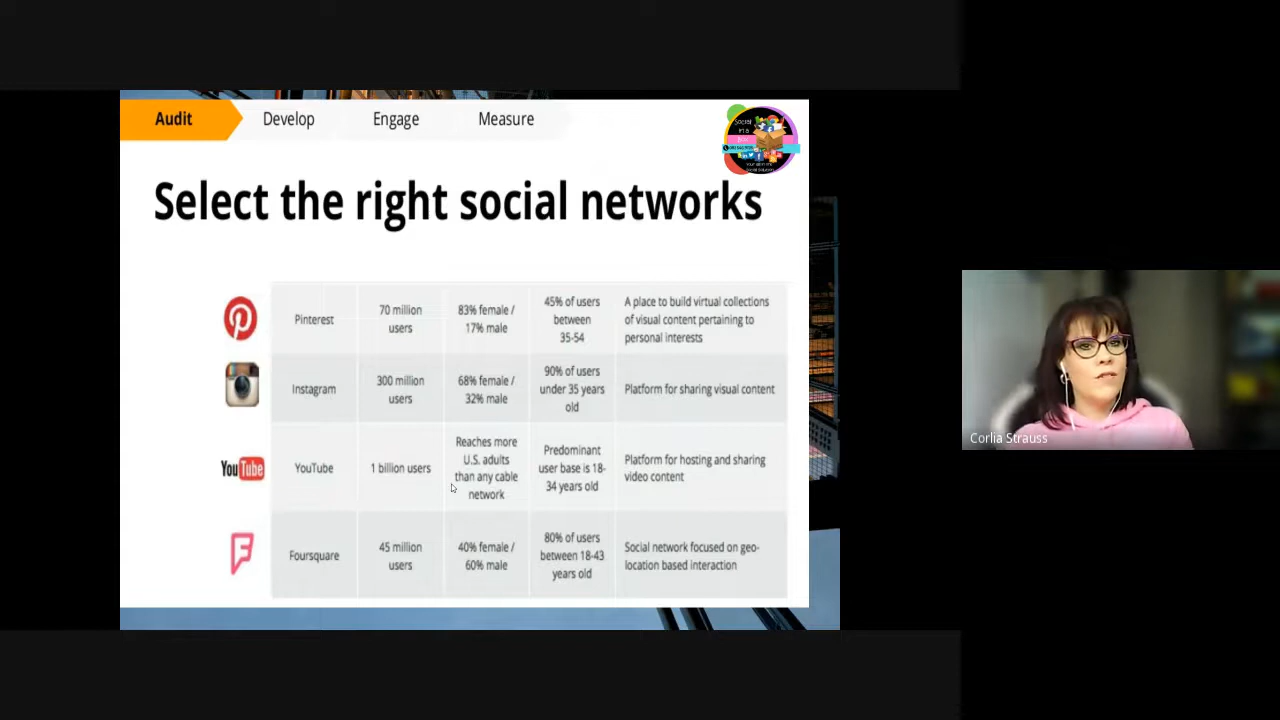 Audit
Develop
Engage
Measure
Social
in a
Select the right social networks
Pinterest
70 million
users
83% female /
17% male
45% of users
between
35-54
A place to build virtual collections
of visual content pertaining to
personal interests
Instagram
300 million
users
68% female /
32% male
90% of users
under 35 years
old
Platform for sharing visual content
YouTube
YouTube
1 billion users
Reaches more
U.S. adults
than any cable
network
Predominant
user base is 18-
34 years old
Platform for hosting and sharing
video content
Foursquare
45 million
users
40% female /
60% male
80% of users
between 18-43
years old
Social network focused on geo-
location based interaction
Corlia Strauss